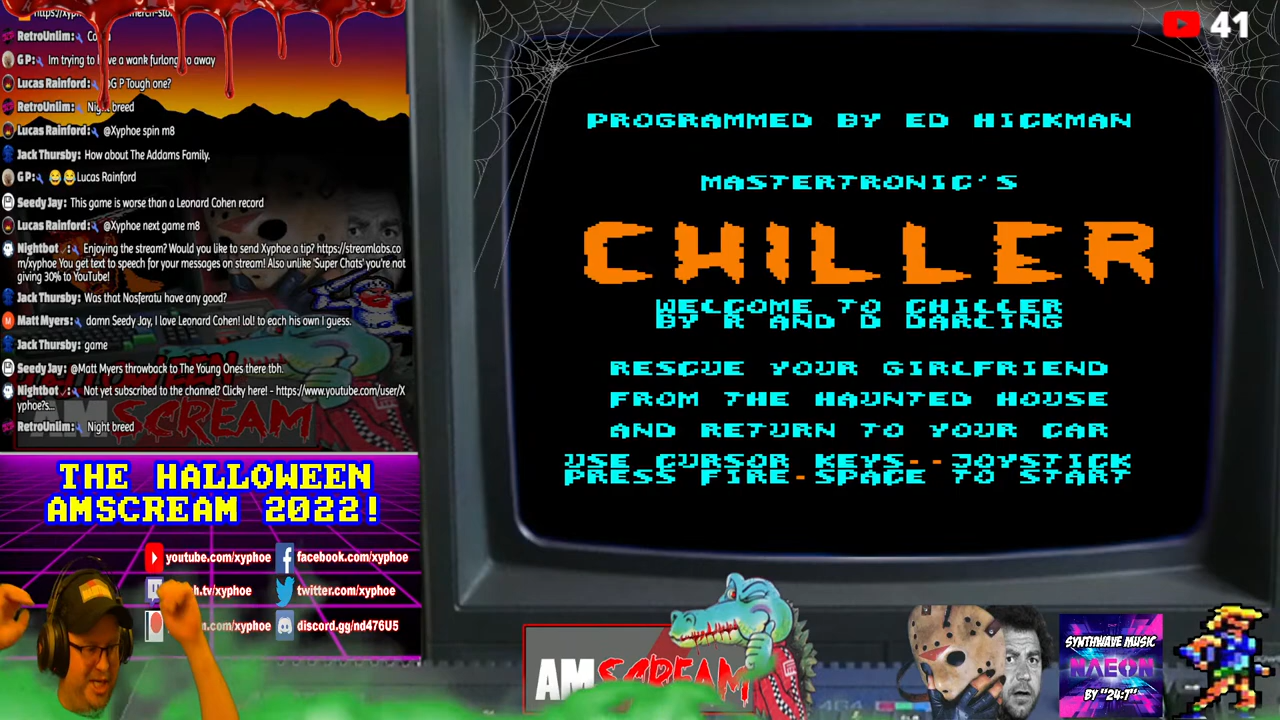 RetroUnlim:
GP: Im trying to
a wank furlong
away
Lucas Rainford:
G P Tough one?
RetroUnlim:
breed
Lucas Rainford: @Xyphoe spin m8
Jack Thursby: How about The Addams Family.
GP: 😂😂Lucas Rainford
Seedy Jay: This game is worse than a Leonard Cohen record
Lucas Rainford: @Xyphoe next game m8
Nightbot: Enjoying the stream? Would you like to send Xyphoe a tip? https://streamlabs.co
m/xyphoe You get text to speech for your messages on stream! Also unlike 'Super Chats' you're not
giving 30% to YouTube!
Jack Thursby: Was that Nosferatu have any good?
Matt Myers: damn Seedy Jay, I love Leonard Cohen! lol! to each his own I guess.
Jack Thursby: game
Seedy Jay: @Matt Myers throwback to The Young Ones there tbh.
Nightbot: Not yet subscribed to the channel? Clicky here! - https://www.youtube.com/user/X
yphoe?s...
RetroUnlim: Night breed
AMSCREAM
THE HALLOWEEN
AMSCREAM 2022!
youtube.com/xyphoe
facebook.com/xyphoe
h.tv/xyphoe
twitter.com/xyphoe
m.com/xyphoe
discord.gg/nd476U5
41
PROGRAMMED BY ED HICKMAN
MASTERTRONIC'S
CHILLER
WELCOME TO CHILLER
BY R AND D DARLING
RESCUE YOUR GIRLFRIEND
FROM THE HAUNTED HOUSE
AND RETURN TO YOUR CAR
USE CURSOR KEYS-- JOYSTICK
PRESS FIRE-SPACE TO START
AMSCREAM
SYNTHWAVE MUSIC
NAEON
BY "24:7"